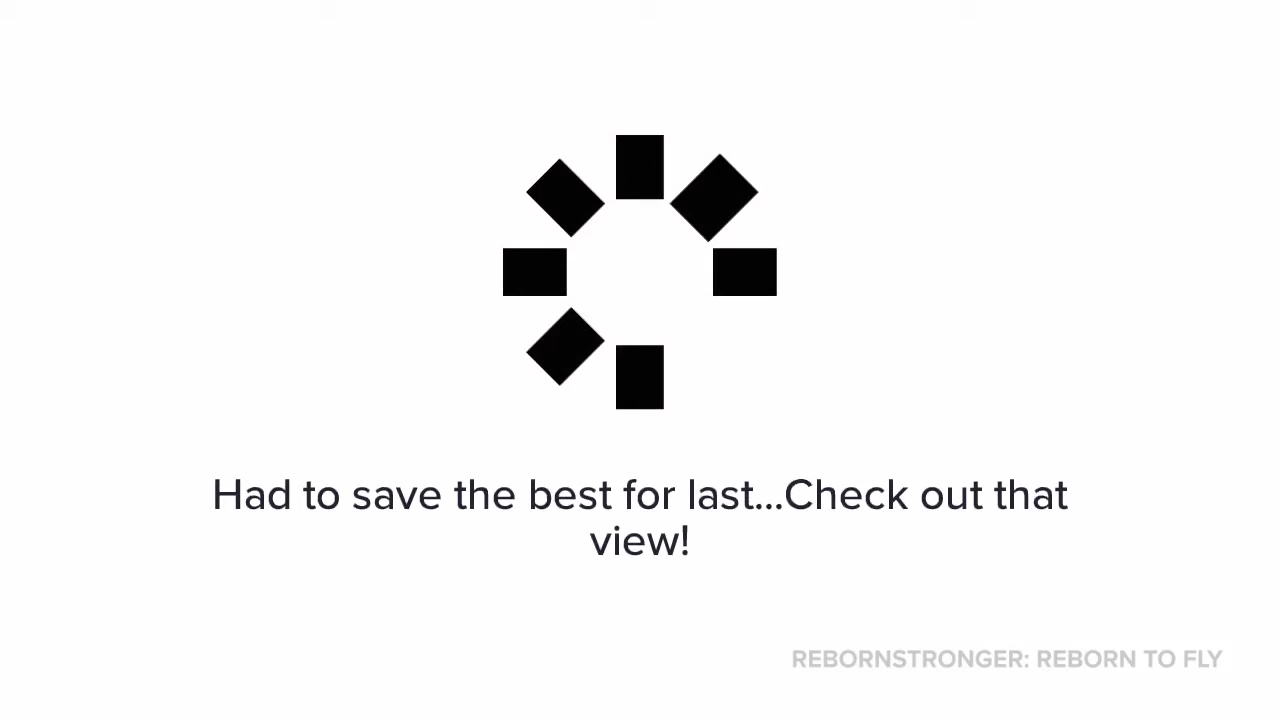 Had to save the best for last...Check out that
view!
REBORNSTRONGER: REBORN TO FLY